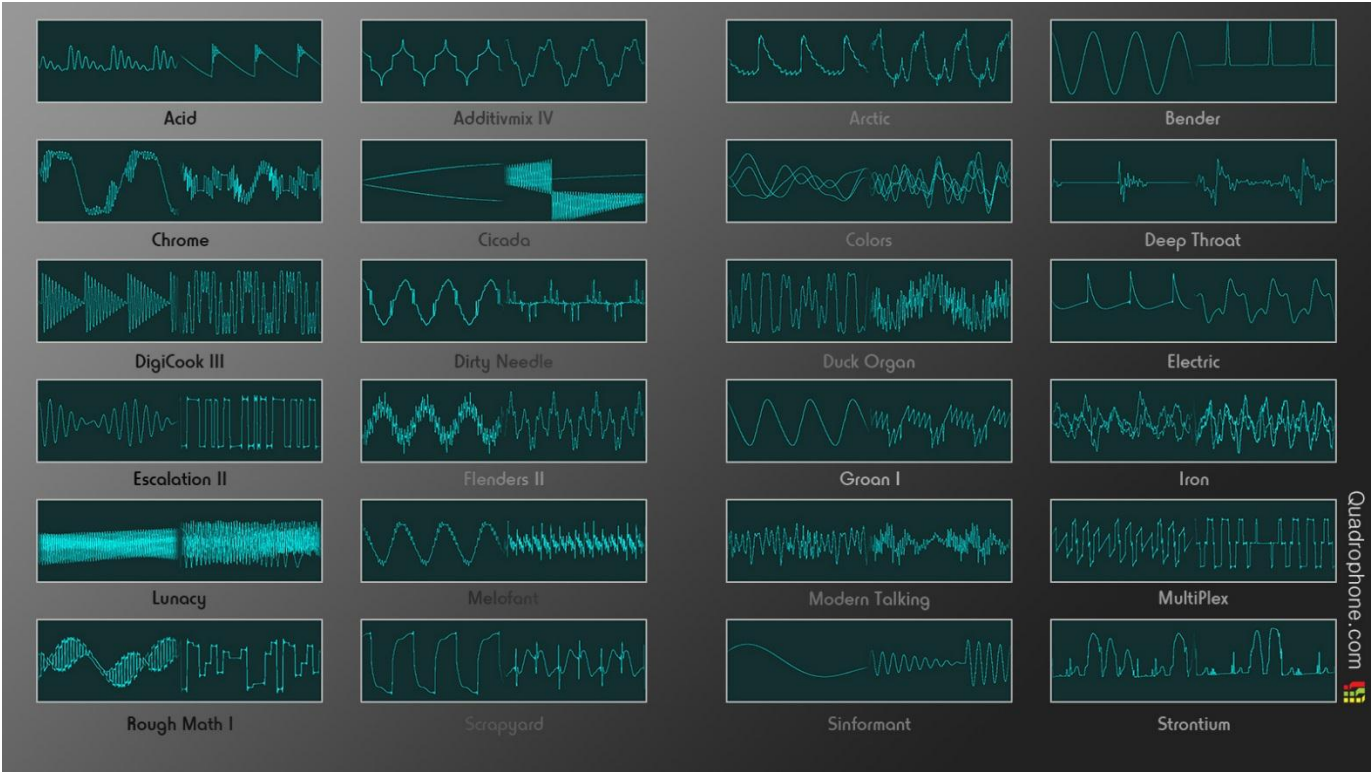 Acid
Additivmix IV
Arctic
Bender
Chrome
Cicada
Colors
Deep Throat
DigiCook III
Dirty Needle
Duck Organ
Electric
Escalation II
Flenders II
Groan I
Iron
Lunacy
Melofant
Modern Talking
MultiPlex
Rough Math I
Scrapyard
Sinformant
Strontium
Quadrophone.com